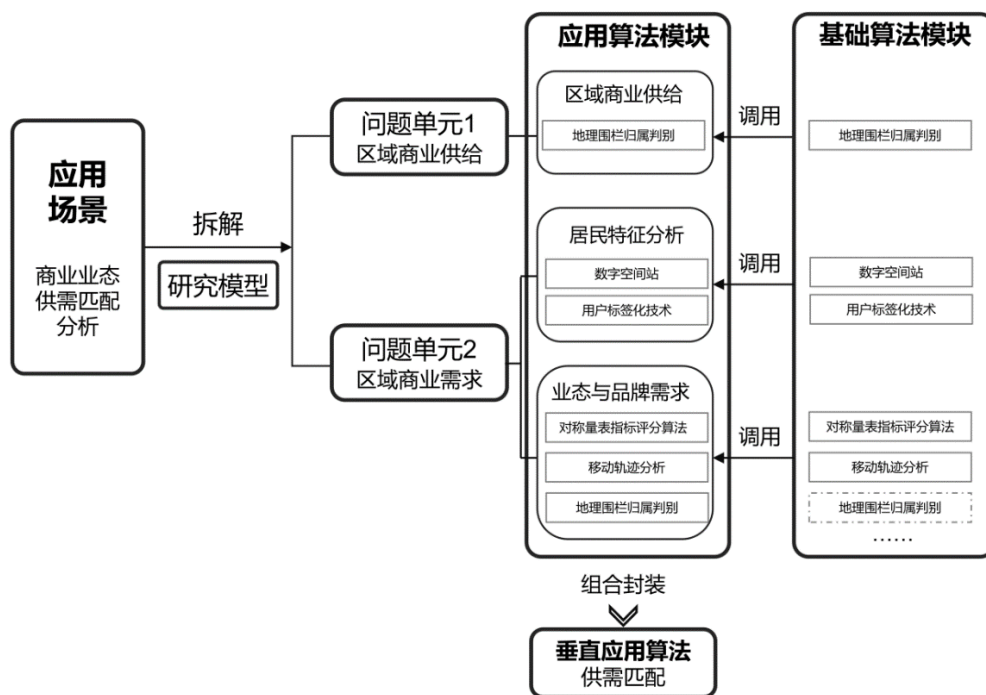 应用
场景
商业业态
供需匹配
分析
拆解
研究模型
问题单元1
区域商业供给
问题单元2
区域商业需求
应用算法模块
区域商业供给
地理围栏归属判别
居民特征分析
数字空间站
用户标签化技术
业态与品牌需求
对称量表指标评分算法
移动轨迹分析
地理围栏归属判别
调用
调用
调用
基础算法模块
地理围栏归属判别
数字空间站
用户标签化技术
对称量表指标评分算法
移动轨迹分析
地理围栏归属判别
······
组合封装
垂直应用算法
供需匹配